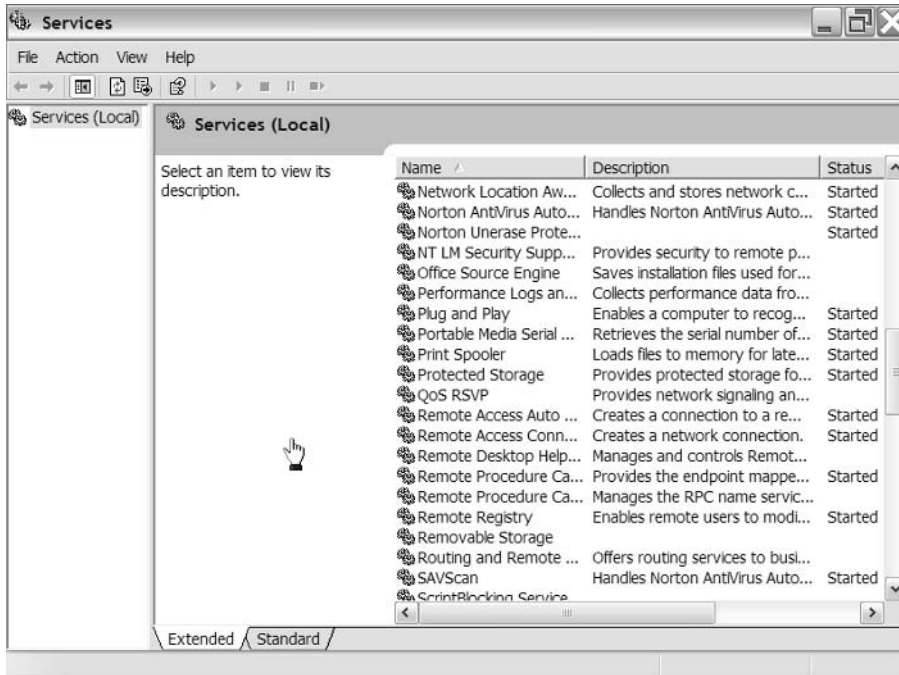 Services
File Action View Help
Services (Local)
Services (Local)
Select an item to view its
description.
Name Description Status
Network Location Aw... Collects and stores network c... Started
Norton AntiVirus Auto... Handles Norton AntiVirus Auto... Started
Norton Unerase Prote... Started
NT LM Security Supp... Provides security to remote p...
Office Source Engine Saves installation files used for...
Performance Logs an... Collects performance data fro...
Plug and Play Enables a computer to recog... Started
Portable Media Serial ... Retrieves the serial number of... Started
Print Spooler Loads files to memory for late... Started
Protected Storage Provides protected storage fo... Started
QoS RSVP Provides network signaling an...
Remote Access Auto ... Creates a connection to a re... Started
Remote Access Conn... Creates a network connection. Started
Remote Desktop Help... Manages and controls Remot...
Remote Procedure Ca... Provides the endpoint mappe... Started
Remote Procedure Ca... Manages the RPC name servic...
Remote Registry Enables remote users to modi... Started
Removable Storage
Routing and Remote ... Offers routing services to busi...
SAVScan Handles Norton AntiVirus Auto... Started
ScriptBlocking Service
Extended Standard